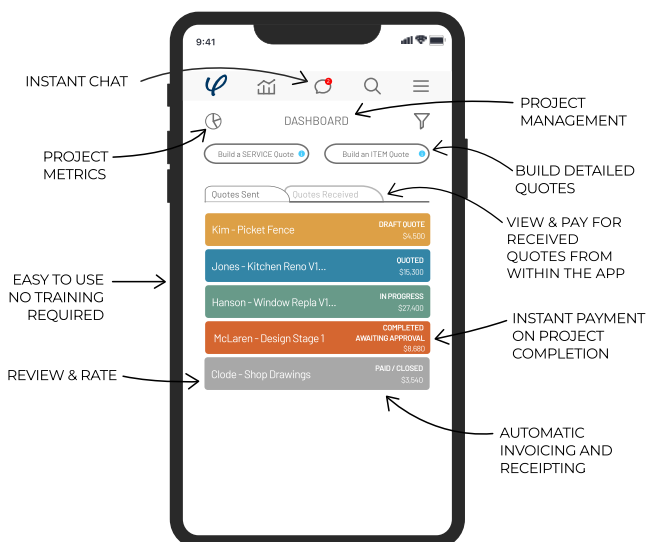 9:41
INSTANT CHAT
2
DASHBOARD
PROJECT
MANAGEMENT
PROJECT
METRICS
Build a SERVICE Quote
Build an ITEM Quote
BUILD DETAILED
QUOTES
Quotes Sent
Quotes Received
VIEW & PAY FOR
RECEIVED
QUOTES FROM
WITHIN THE APP
Kim - Picket Fence
DRAFT QUOTE
$4,500
Jones - Kitchen Reno V1...
QUOTED
$15,300
EASY TO USE
NO TRAINING
REQUIRED
Hanson - Window Repla V1...
IN PROGRESS
$27,400
McLaren - Design Stage 1
COMPLETED
AWAITING APPROVAL
$8,680
INSTANT PAYMENT
ON PROJECT
COMPLETION
REVIEW & RATE
Clode - Shop Drawings
PAID / CLOSED
$3,540
AUTOMATIC
INVOICING AND
RECEIPTING